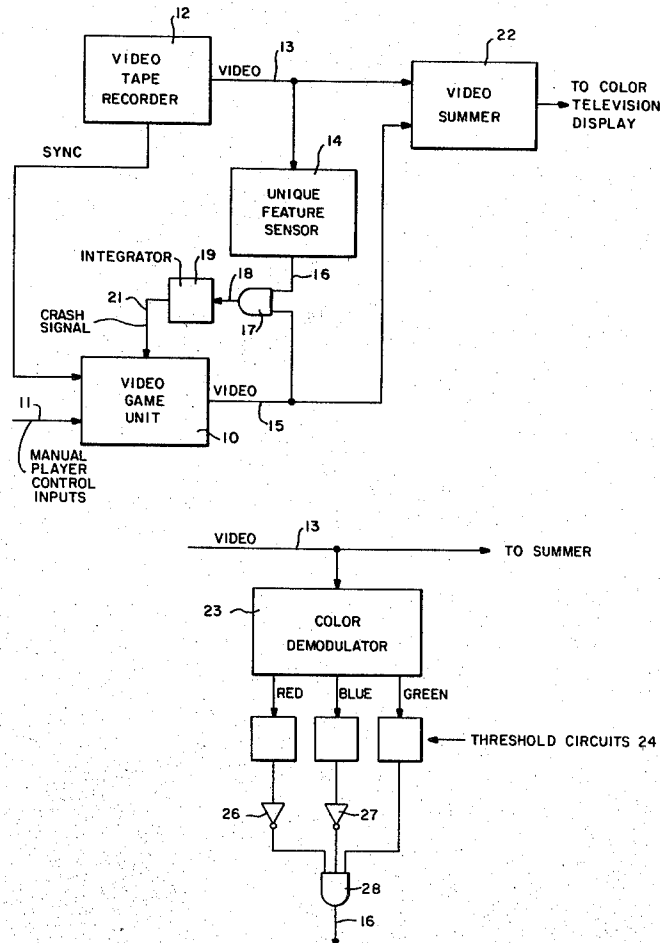 12
VIDEO
TAPE
RECORDER
VIDEO
13
22
VIDEO
SUMMER
TO COLOR
TELEVISION
DISPLAY
SYNC
14
UNIQUE
FEATURE
SENSOR
INTEGRATOR
19
18
16
17
21
CRASH
SIGNAL
VIDEO
GAME
UNIT
10
VIDEO
15
11
MANUAL
PLAYER
CONTROL
INPUTS
VIDEO
13
TO SUMMER
23
COLOR
DEMODULATOR
RED
BLUE
GREEN
THRESHOLD CIRCUITS 24
26
27
28
16